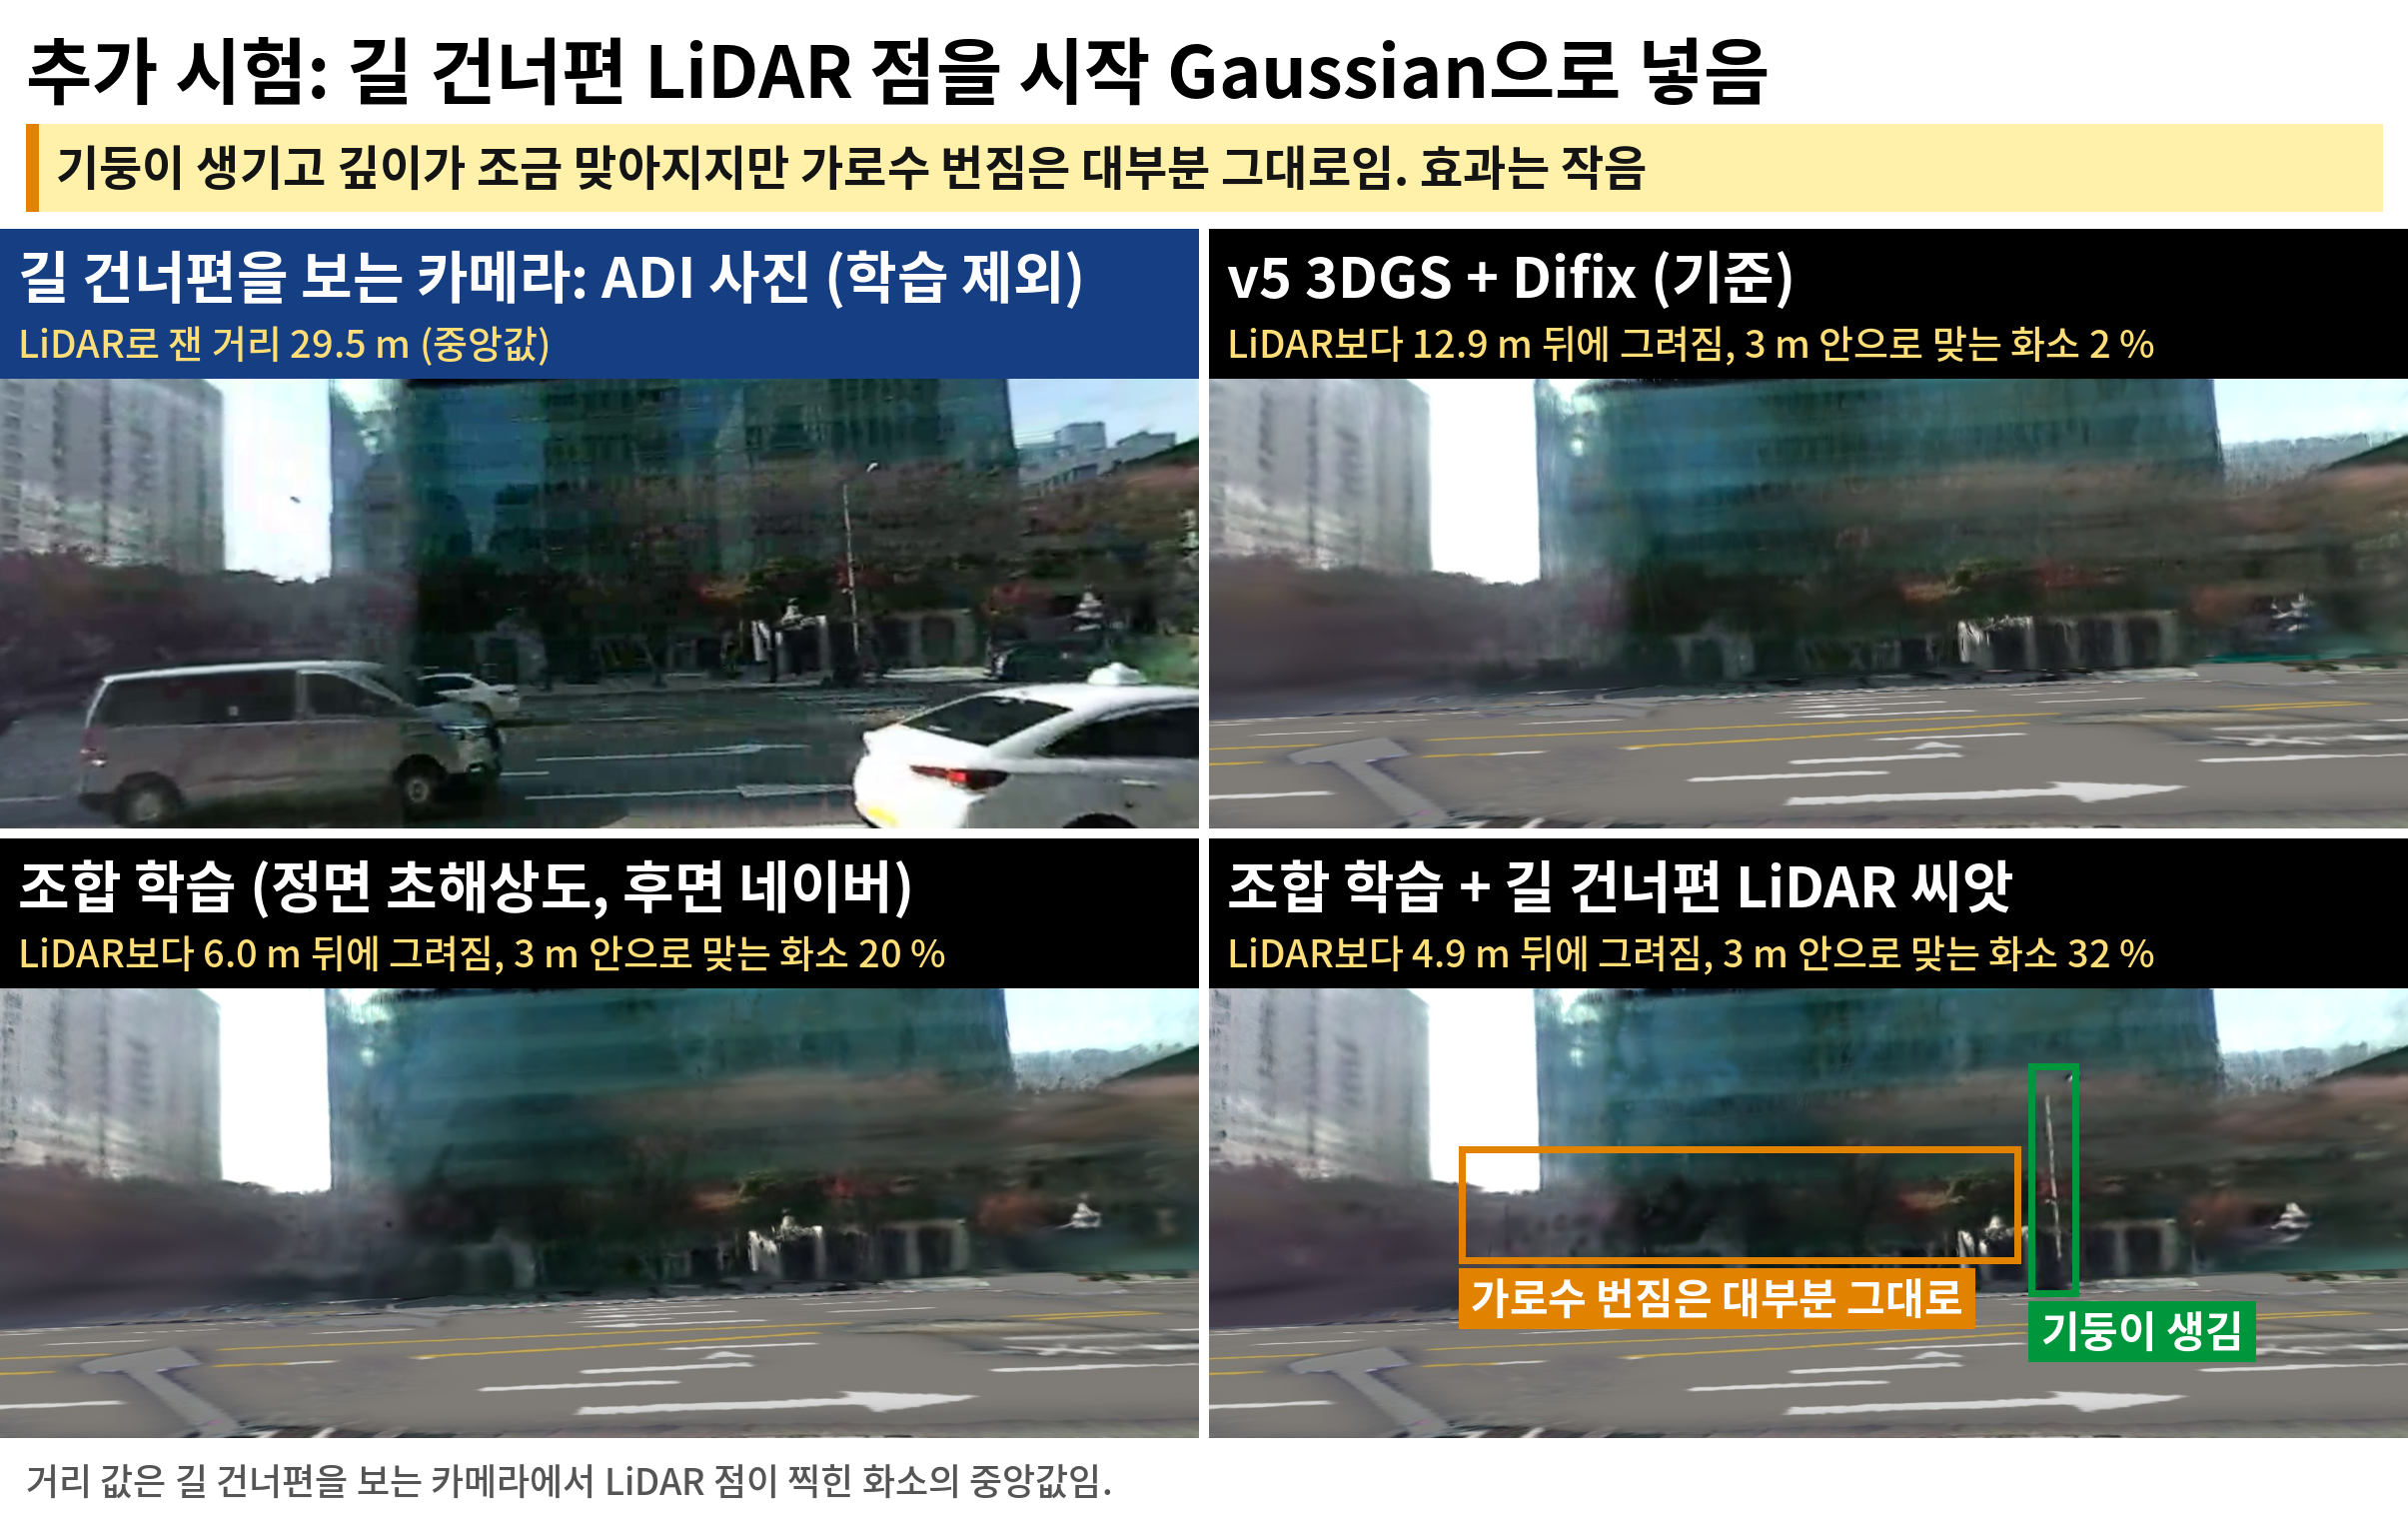 추가 시험: 길 건너편 LiDAR 점을 시작 Gaussian으로 넣음
기둥이 생기고 깊이가 조금 맞아지지만 가로수 번짐은 대부분 그대로임. 효과는 작음
길 건너편을 보는 카메라: ADI 사진 (학습 제외)
LiDAR로 잰 거리 29.5 m (중앙값)
v5 3DGS + Difix (기준)
LiDAR보다 12.9 m 뒤에 그려짐, 3 m 안으로 맞는 화소 2 %
조합 학습 (정면 초해상도, 후면 네이버)
LiDAR보다 6.0 m 뒤에 그려짐, 3 m 안으로 맞는 화소 20 %
조합 학습 + 길 건너편 LiDAR 씨앗
LiDAR보다 4.9 m 뒤에 그려짐, 3 m 안으로 맞는 화소 32 %
가로수 번짐은 대부분 그대로
기둥이 생김
거리 값은 길 건너편을 보는 카메라에서 LiDAR 점이 찍힌 화소의 중앙값임.